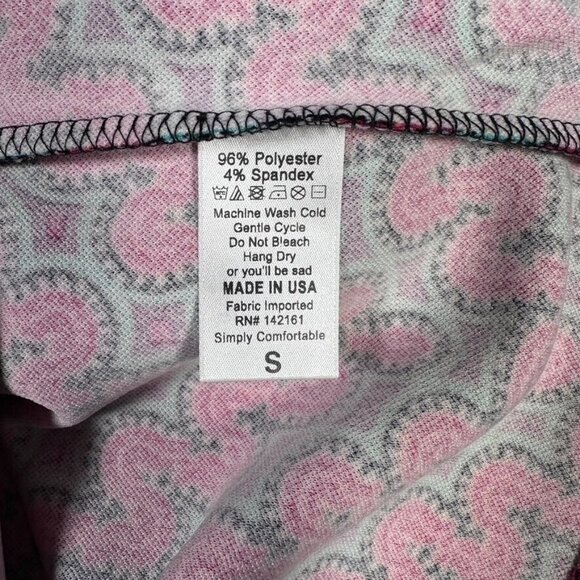 96% Polyester
4% Spandex
Machine Wash Cold
Gentle Cycle
Do Not Bleach
Hang Dry
or you'll be sad
MADE IN USA
Fabric Imported
RN# 142161
Simply Comfortable
S